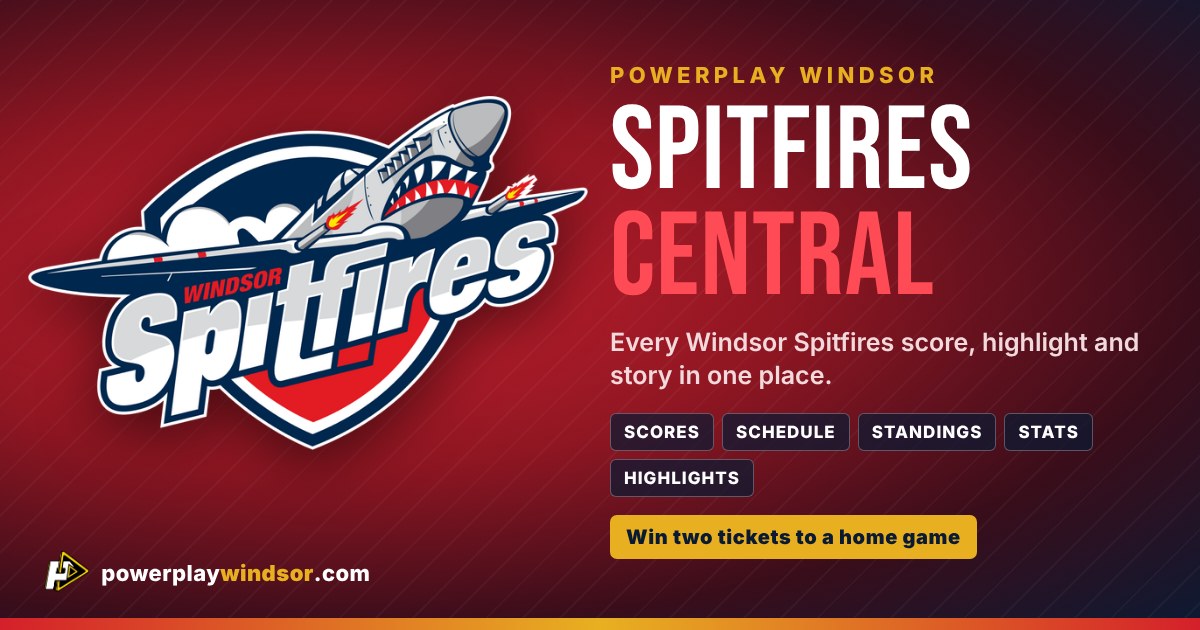 POWERPLAY WINDSOR
SPITFIRES
CENTRAL
WINDSOR
Spitfires
Every Windsor Spitfires score, highlight and
story in one place.
SCORES SCHEDULE STANDINGS STATS
HIGHLIGHTS
Win two tickets to a home game
powerplaywindsor.com